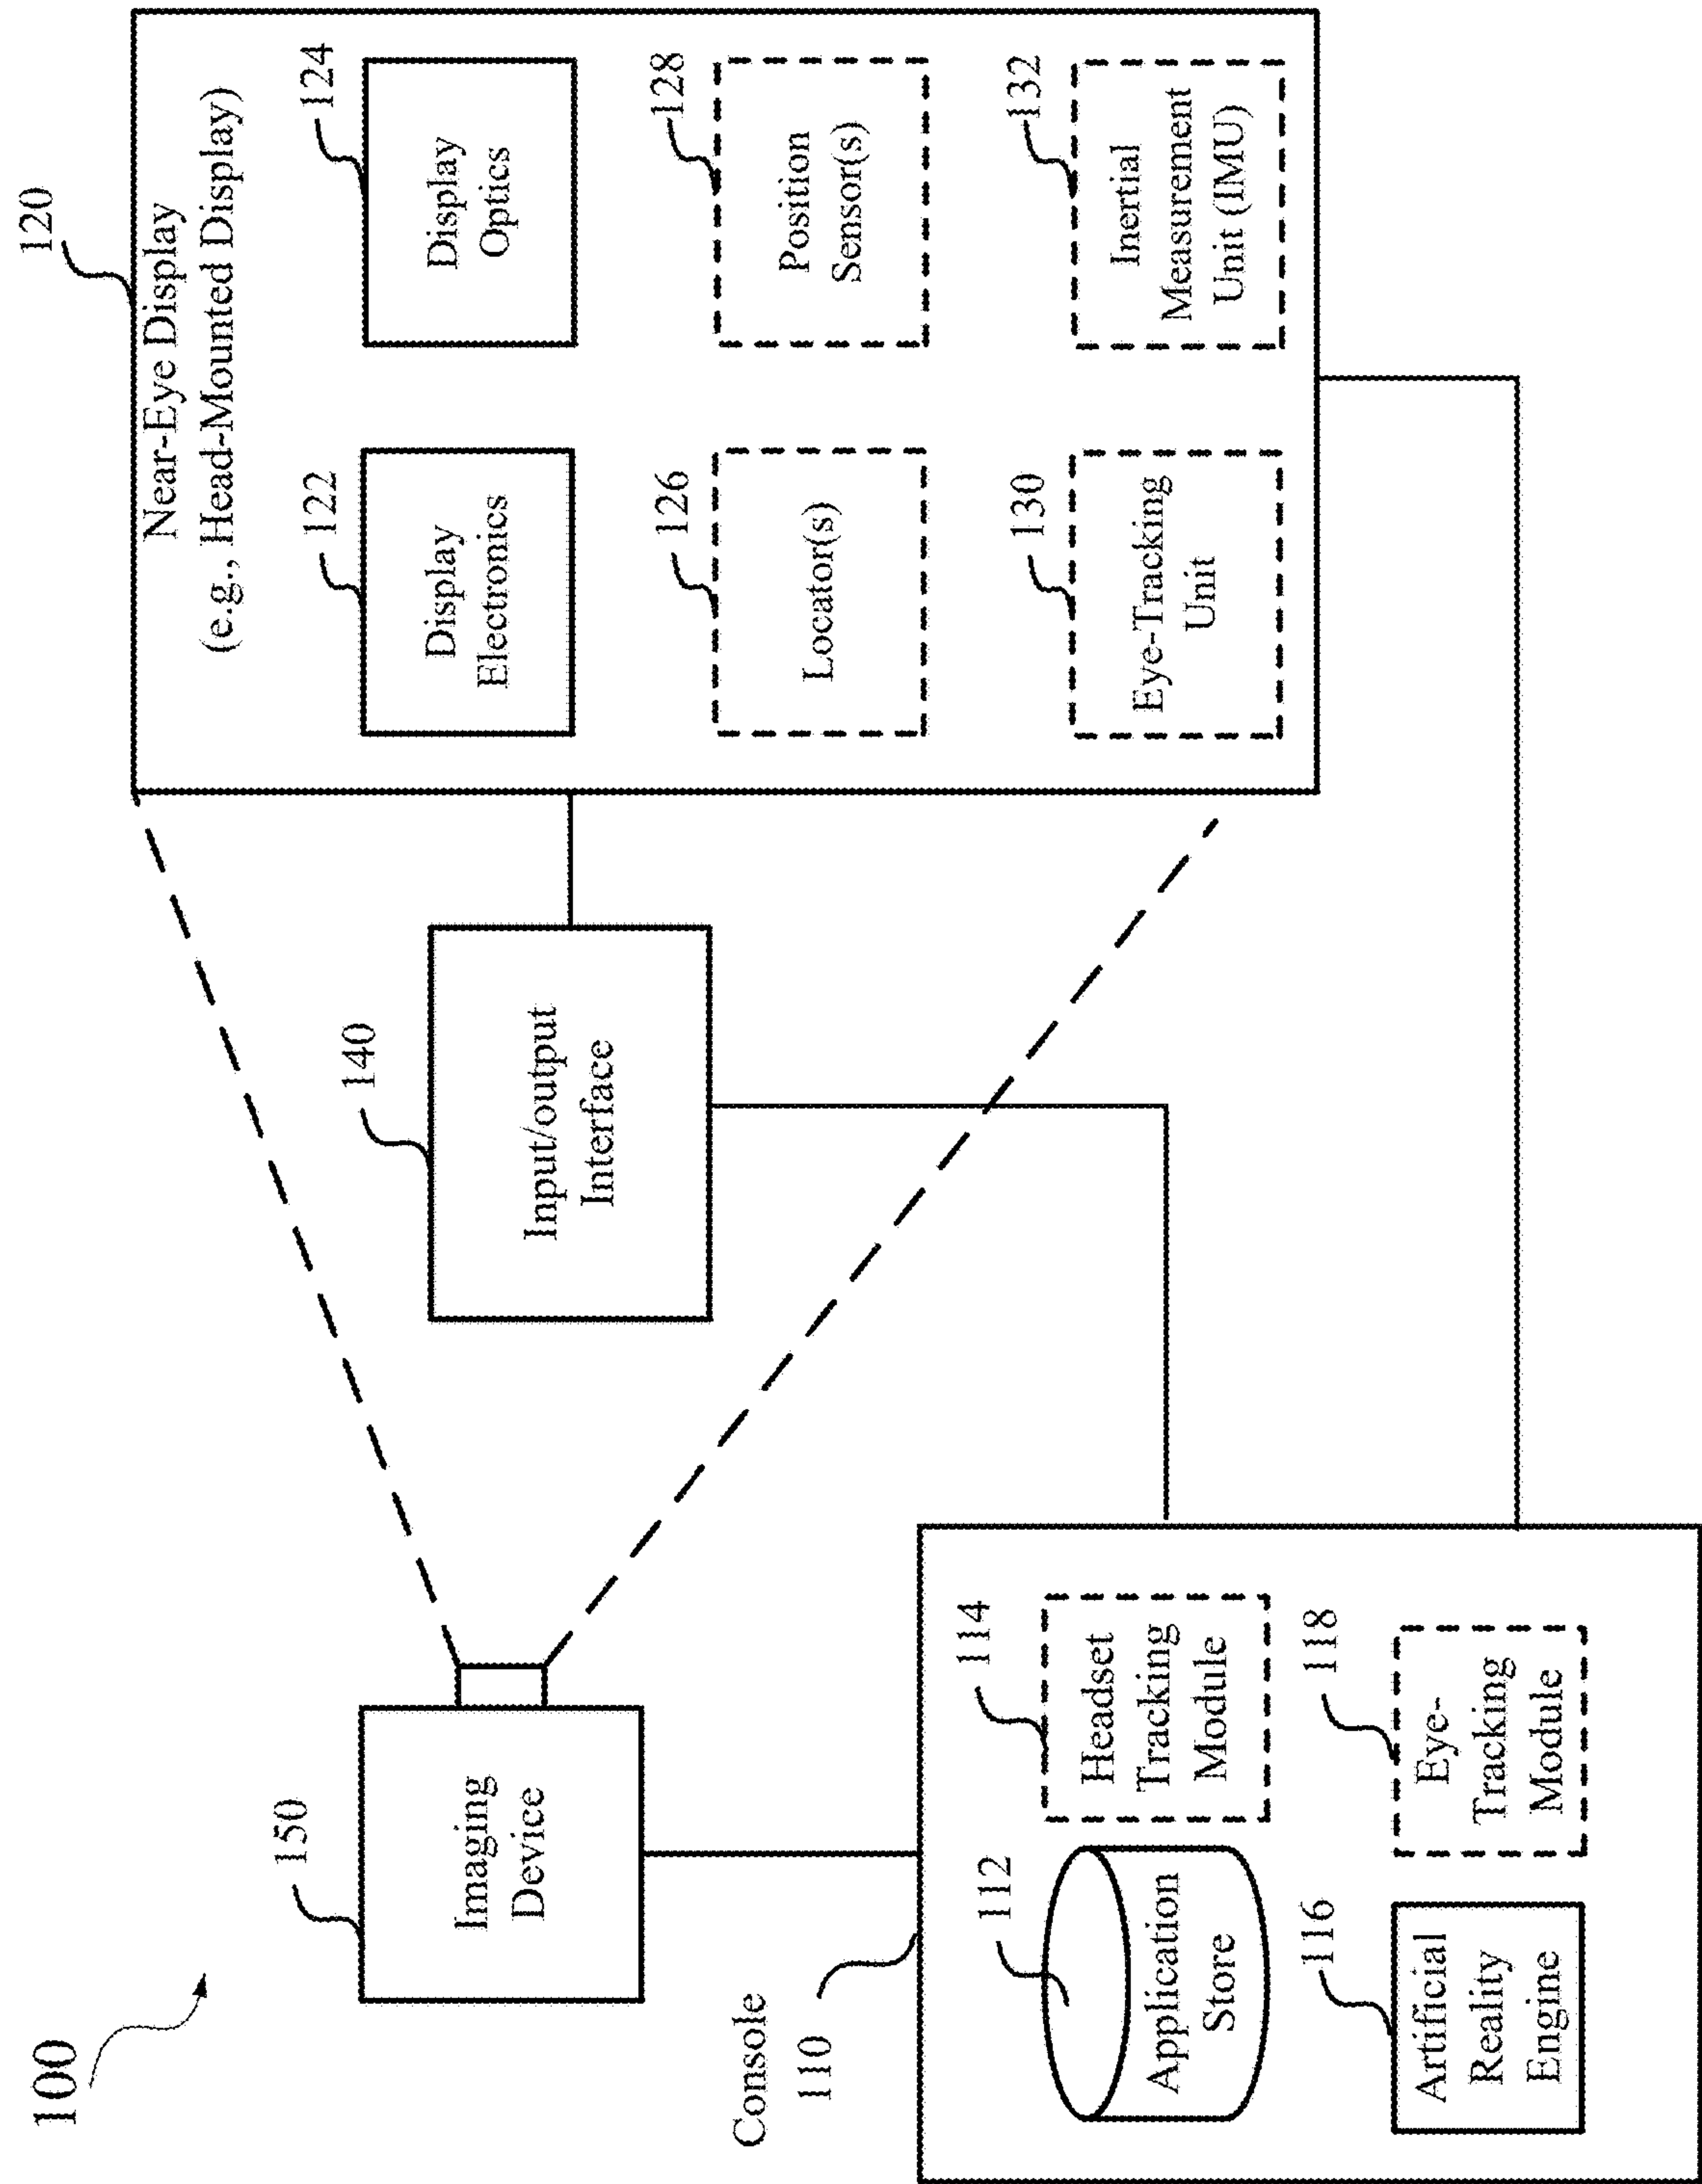 100
120
Near-Eye Display
(e.g., Head-Mounted Display)
122
Display
Electronics
124
Display
Optics
126
Locator(s)
128
Position
Sensor(s)
130
Eye-Tracking
Unit
132
Inertial
Measurement
Unit (IMU)
140
Input/output
Interface
150
Imaging
Device
Console
110
112
Application
Store
114
Headset
Tracking
Module
116
Artificial
Reality
Engine
118
Eye-
Tracking
Module